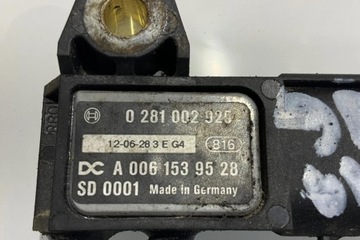 0 281 002 926
12-06-28 3 E G4 816
DC A 006 153 95 28
SD 0001 Made in Germany